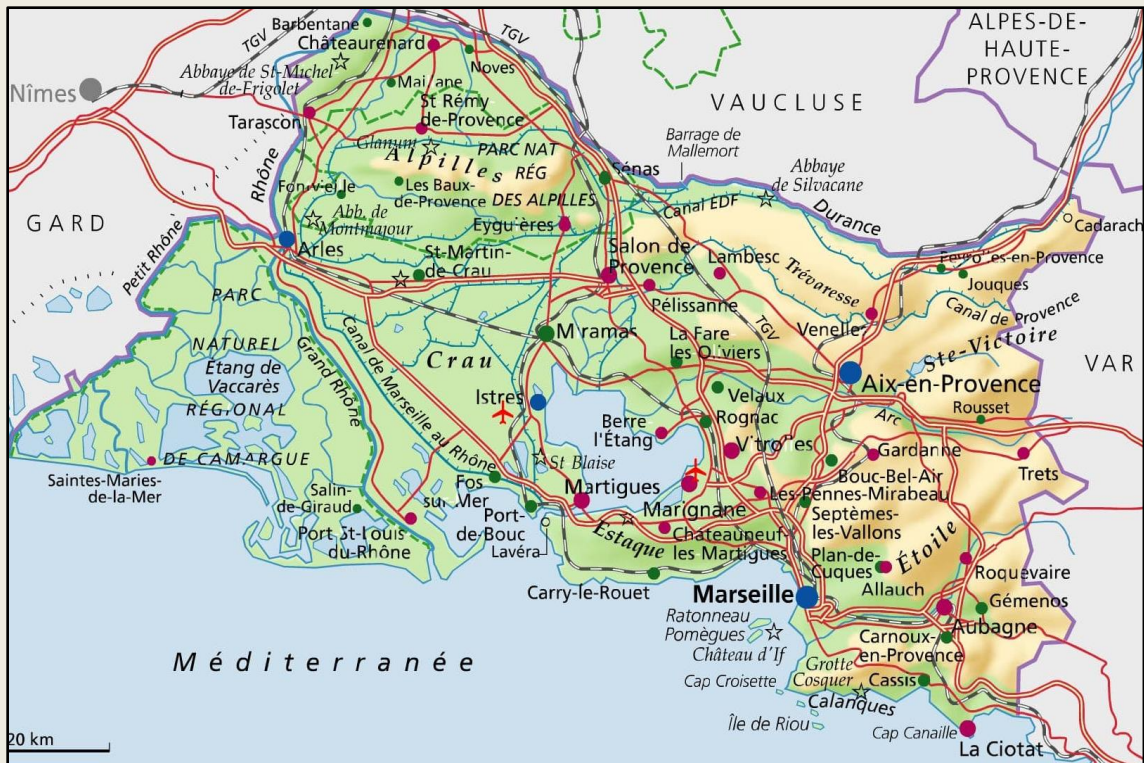 Barbentane
TGV
Châteaurenard
TGV
ALPES-DE-
HAUTE-
PROVENCE
Abbaye de St-Michel
de-Frigolet
Noves
Nîmes
Maillane
VAUCLUSE
St Rémy
de-Provence
Tarascon
Barrage de
Mallemort
Glanum
PARC NAT
Alpilles
RÉG
Sénas
Abbaye
de Silvacane
Rhône
Fontvieille
Les Baux-
de-Provence
DES ALPILLES
Canal EDF
Durance
GARD
Abb. de
Montmajour
Eyguières
Cadarache
Petit Rhône
Arles
St-Martin-
de-Crau
Salon de
Provence
Lambesc
Peyrolles-en-Provence
Jouques
Trévaresse
PARC
Pélissanne
Canal de Provence
Canal de Marseille au Rhône
Grand Rhône
Miramas
La Fare
les Oliviers
TGV
Venelles
NATUREL
Crau
Ste-Victoire
VAR
Étang de
Vaccarès
RÉGIONAL
Istres
Aix-en-Provence
Velaux
Rousset
Berre
l'Étang
Rognac
Arc
Vitrolles
DE CAMARGUE
St Blaise
Gardanne
Trets
Saintes-Maries-
de-la-Mer
Fos
sur Mer
Martigues
Bouc-Bel-Air
Les-Pennes-Mirabeau
Salin-
de-Giraud
Port-
de-Bouc
Marignane
Septèmes-
les-Vallons
Port St-Louis
du-Rhône
Lavéra
Estaque
Chateauneuf
les Martigues
Plan-de-
Cuques
Étoile
Carry-le-Rouet
Allauch
Roquevaire
Marseille
Gémenos
Ratonneau
Pomègues
Aubagne
Château d'If
Carnoux-
en-Provence
Méditerranée
Grotte
Cosquer
Cap Croisette
Cassis
Calanques
Île de Riou
Cap Canaille
20 km
La Ciotat